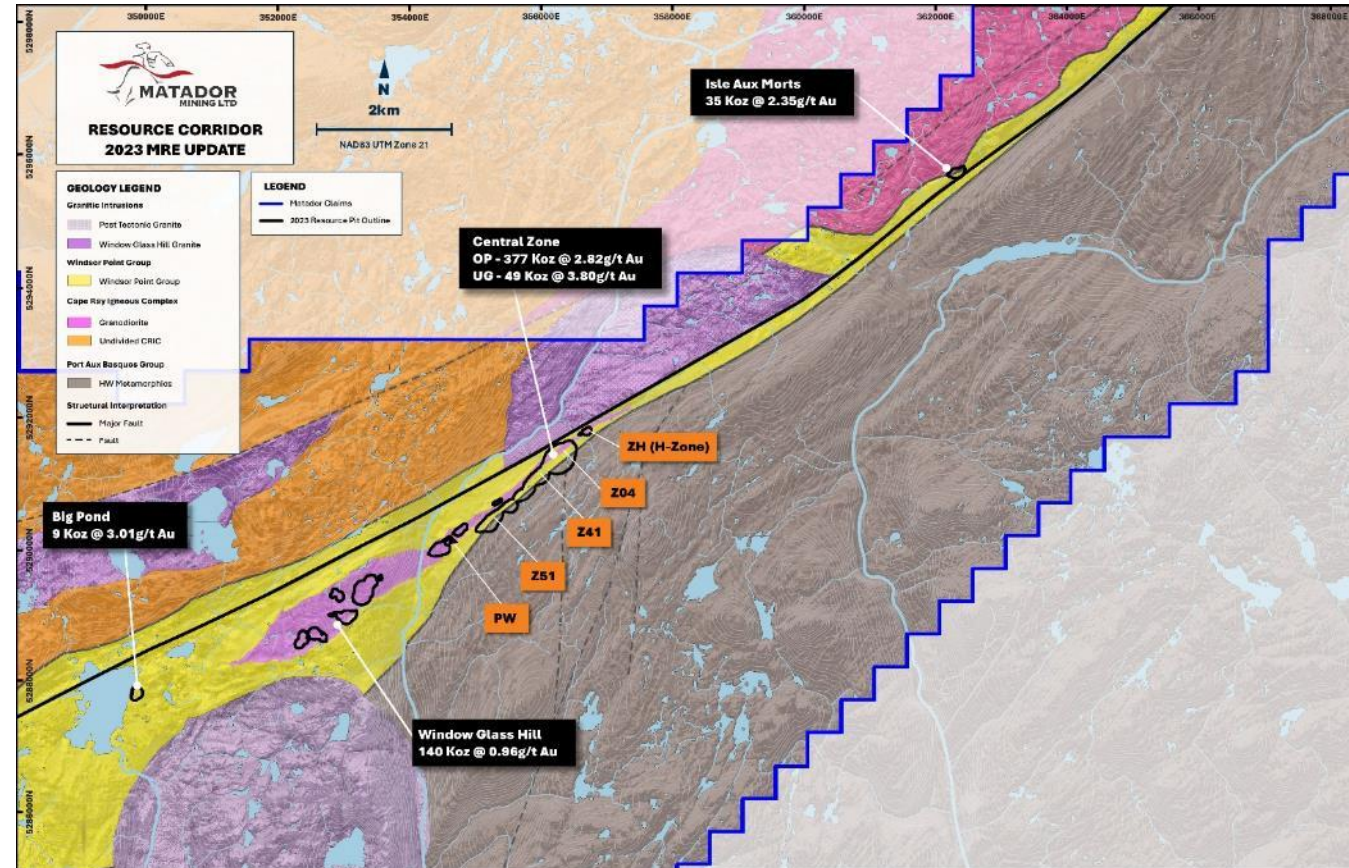 350000E
352000E
354000E
356000E
358000E
360000E
362000E
364000E
366000E
368000E
5298000N
5296000N
5294000N
5292000N
5290000N
5288000N
5286000N
MATADOR
MINING LTD
RESOURCE CORRIDOR
2023 MRE UPDATE
N
2km
NAD83 UTM Zone 21
GEOLOGY LEGEND
Granitic Intrusions
Post Tectonic Granite
Window Glass Hill Granite
Windsor Point Group
Windsor Point Group
Cape Ray Igneous Complex
Granodiorite
Undivided CRIC
Port Aux Basques Group
HW Metamorphics
Structural Interpretation
Major Fault
Fault
LEGEND
Matador Claims
2023 Resource Pit Outline
Isle Aux Morts
35 Koz @ 2.35g/t Au
Central Zone
OP - 377 Koz @ 2.82g/t Au
UG - 49 Koz @ 3.80g/t Au
ZH (H-Zone)
Z04
Z41
Z51
PW
Big Pond
9 Koz @ 3.01g/t Au
Window Glass Hill
140 Koz @ 0.96g/t Au